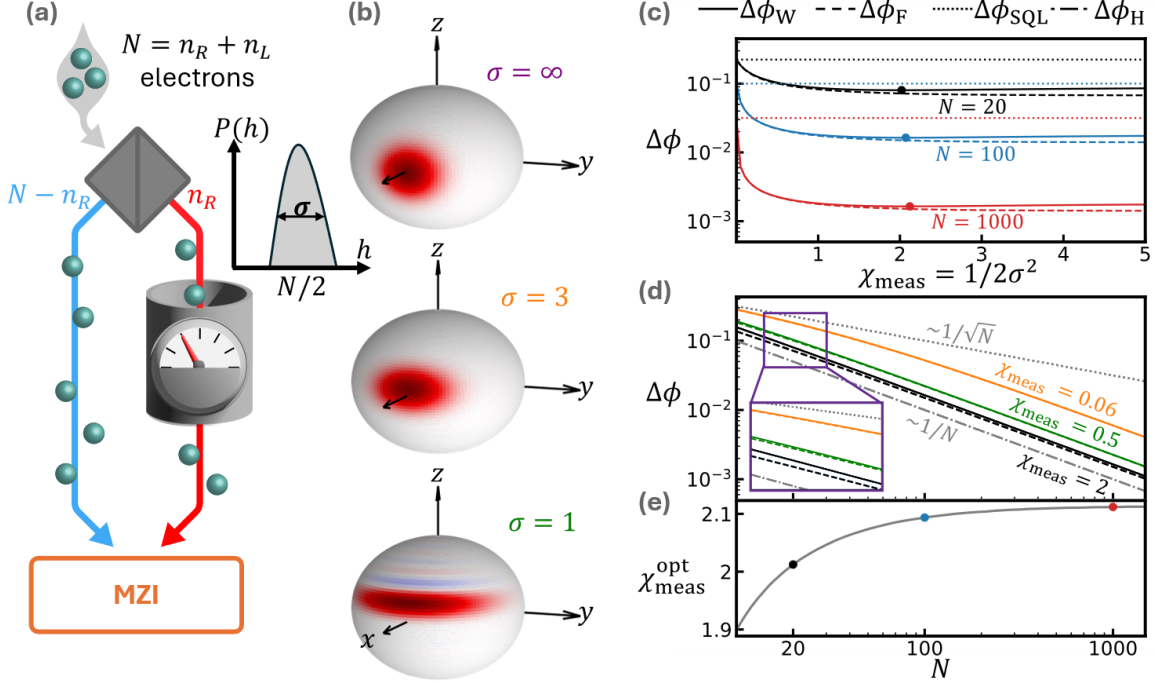 (a)
N = n_R + n_L
electrons
N − n_R
n_R
P(h)
σ
h
N/2
MZI
(b)
z
σ = ∞
y
z
σ = 3
y
z
σ = 1
y
x
(c)
Δϕ_W Δϕ_F Δϕ_SQL Δϕ_H
10⁻¹
10⁻²
10⁻³
Δϕ
N = 20
N = 100
N = 1000
1 2 3 4 5
χ_meas = 1/2σ²
(d)
10⁻¹
10⁻²
10⁻³
Δϕ
~1/√N
χ_meas = 0.06
χ_meas = 0.5
~1/N
χ_meas = 2
(e)
2.1
2
1.9
χ_meas^opt
20 100 1000
N